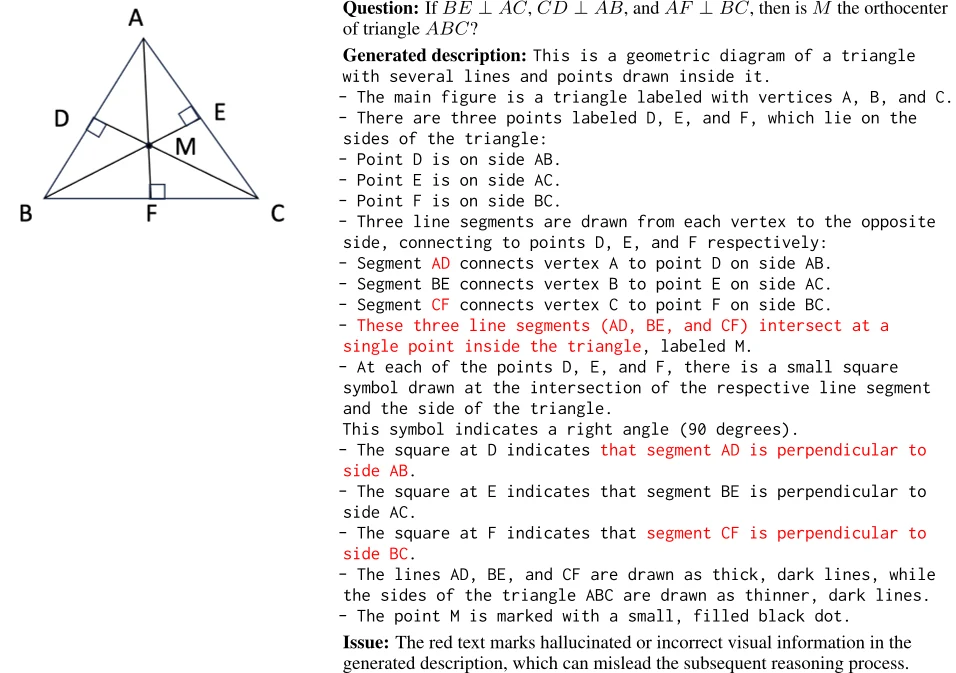 A
D
E
M
B
F
C
Question: If BE ⊥ AC, CD ⊥ AB, and AF ⊥ BC, then is M the orthocenter
of triangle ABC?
Generated description: This is a geometric diagram of a triangle
with several lines and points drawn inside it.
- The main figure is a triangle labeled with vertices A, B, and C.
- There are three points labeled D, E, and F, which lie on the
sides of the triangle:
- Point D is on side AB.
- Point E is on side AC.
- Point F is on side BC.
- Three line segments are drawn from each vertex to the opposite
side, connecting to points D, E, and F respectively:
- Segment AD connects vertex A to point D on side AB.
- Segment BE connects vertex B to point E on side AC.
- Segment CF connects vertex C to point F on side BC.
- These three line segments (AD, BE, and CF) intersect at a
single point inside the triangle, labeled M.
- At each of the points D, E, and F, there is a small square
symbol drawn at the intersection of the respective line segment
and the side of the triangle.
This symbol indicates a right angle (90 degrees).
- The square at D indicates that segment AD is perpendicular to
side AB.
- The square at E indicates that segment BE is perpendicular to
side AC.
- The square at F indicates that segment CF is perpendicular to
side BC.
- The lines AD, BE, and CF are drawn as thick, dark lines, while
the sides of the triangle ABC are drawn as thinner, dark lines.
- The point M is marked with a small, filled black dot.
Issue: The red text marks hallucinated or incorrect visual information in the
generated description, which can mislead the subsequent reasoning process.